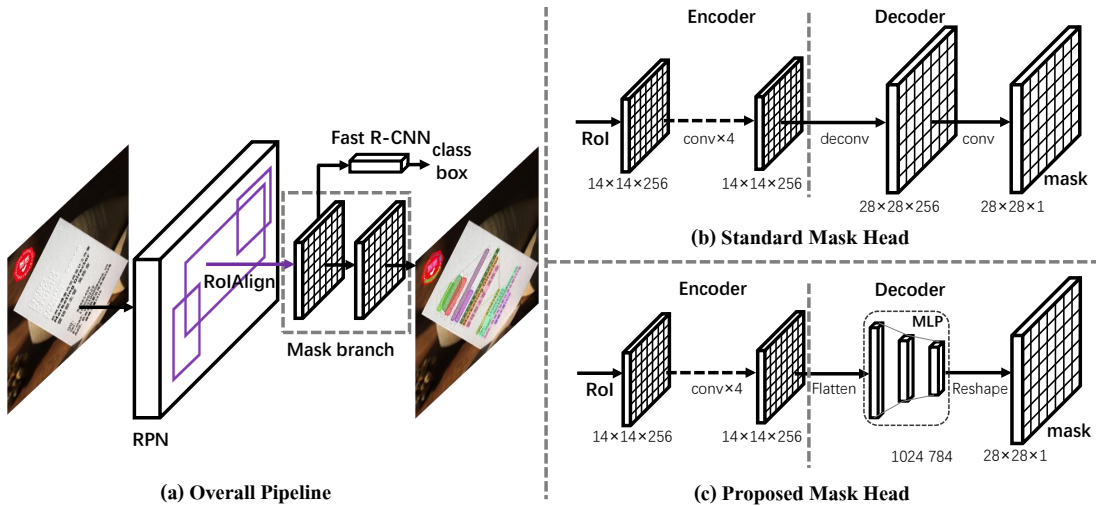 Fast R-CNN
class
box
RoIAlign
Mask branch
RPN
(a) Overall Pipeline
Encoder
Decoder
RoI
conv×4
deconv
conv
mask
14×14×256
14×14×256
28×28×256
28×28×1
(b) Standard Mask Head
Encoder
Decoder
MLP
RoI
conv×4
Flatten
Reshape
mask
14×14×256
14×14×256
1024 784
28×28×1
(c) Proposed Mask Head